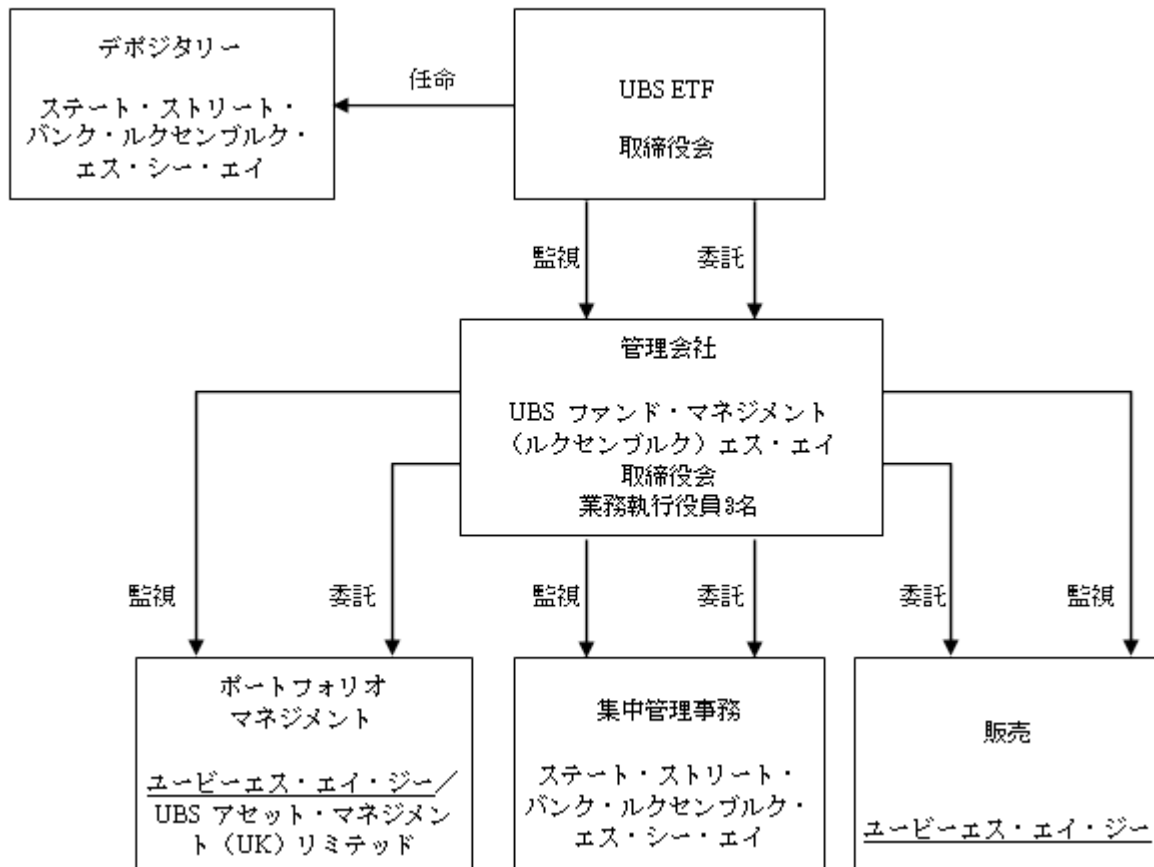 デポジタリー
ステート・ストリート・
バンク・ルクセンブルク・
エス・シー・エイ
任命
UBS ETF
取締役会
監視
委託
管理会社
UBS ファンド・マネジメント
(ルクセンブルク)エス・エイ
取締役会
業務執行役員3名
監視
委託
監視
委託
委託
監視
ポートフォリオ
マネジメント
ユービーエス・エイ・ジー/
UBS アセット・マネジメン
ト(UK)リミテッド
集中管理事務
ステート・ストリート・
バンク・ルクセンブルク・
エス・シー・エイ
販売
ユービーエス・エイ・ジー